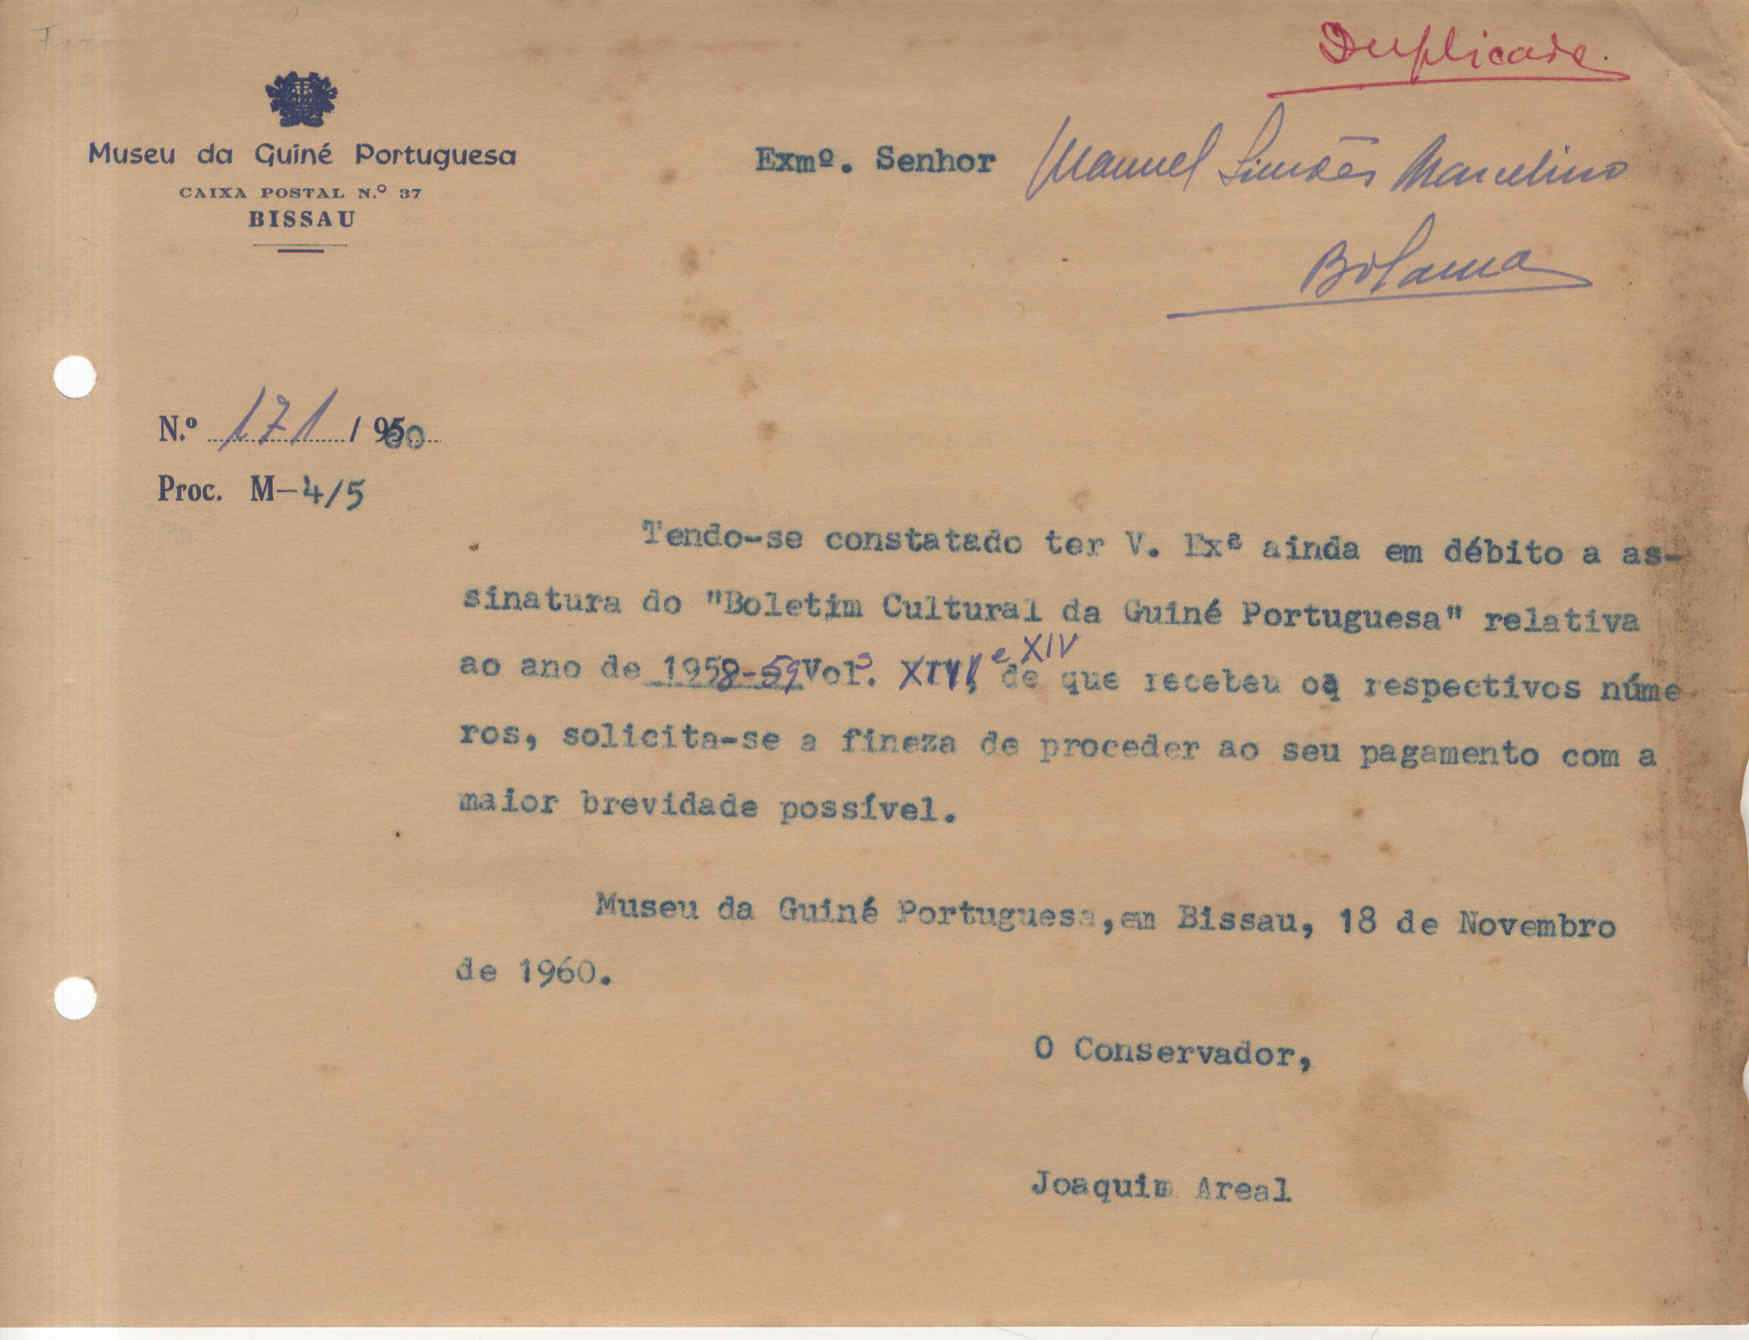 Duplicado.
Museu da Guiné Portuguesa
CAIXA POSTAL N.º 37
BISSAU
Exmº. Senhor Manuel Simões Marcelino
Bolama
N.º 171 / 960
Proc. M-4/5
Tendo-se constatado ter V. Exª ainda em débito a as-
sinatura do "Boletim Cultural da Guiné Portuguesa" relativa
ao ano de 1958-59 Volˢ. XIII e XIV, de que recebeu os respectivos núme
ros, solicita-se a fineza de proceder ao seu pagamento com a
maior brevidade possível.
Museu da Guiné Portuguesa,em Bissau, 18 de Novembro
de 1960.
O Conservador,
Joaquim Areal